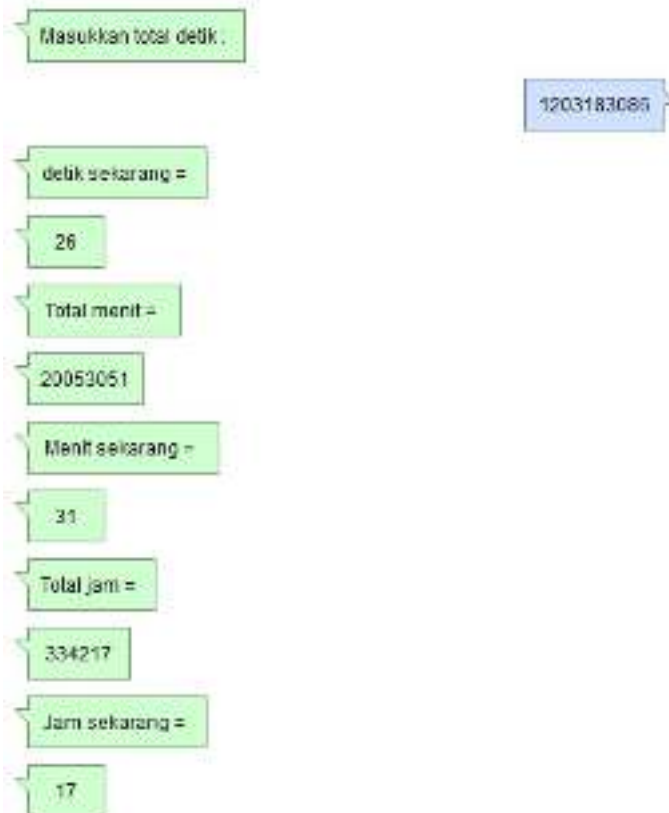 Masukkan total detik :
1203183086
detik sekarang =
26
Total menit =
20053051
Menit sekarang =
31
Total jam =
334217
Jam sekarang =
17